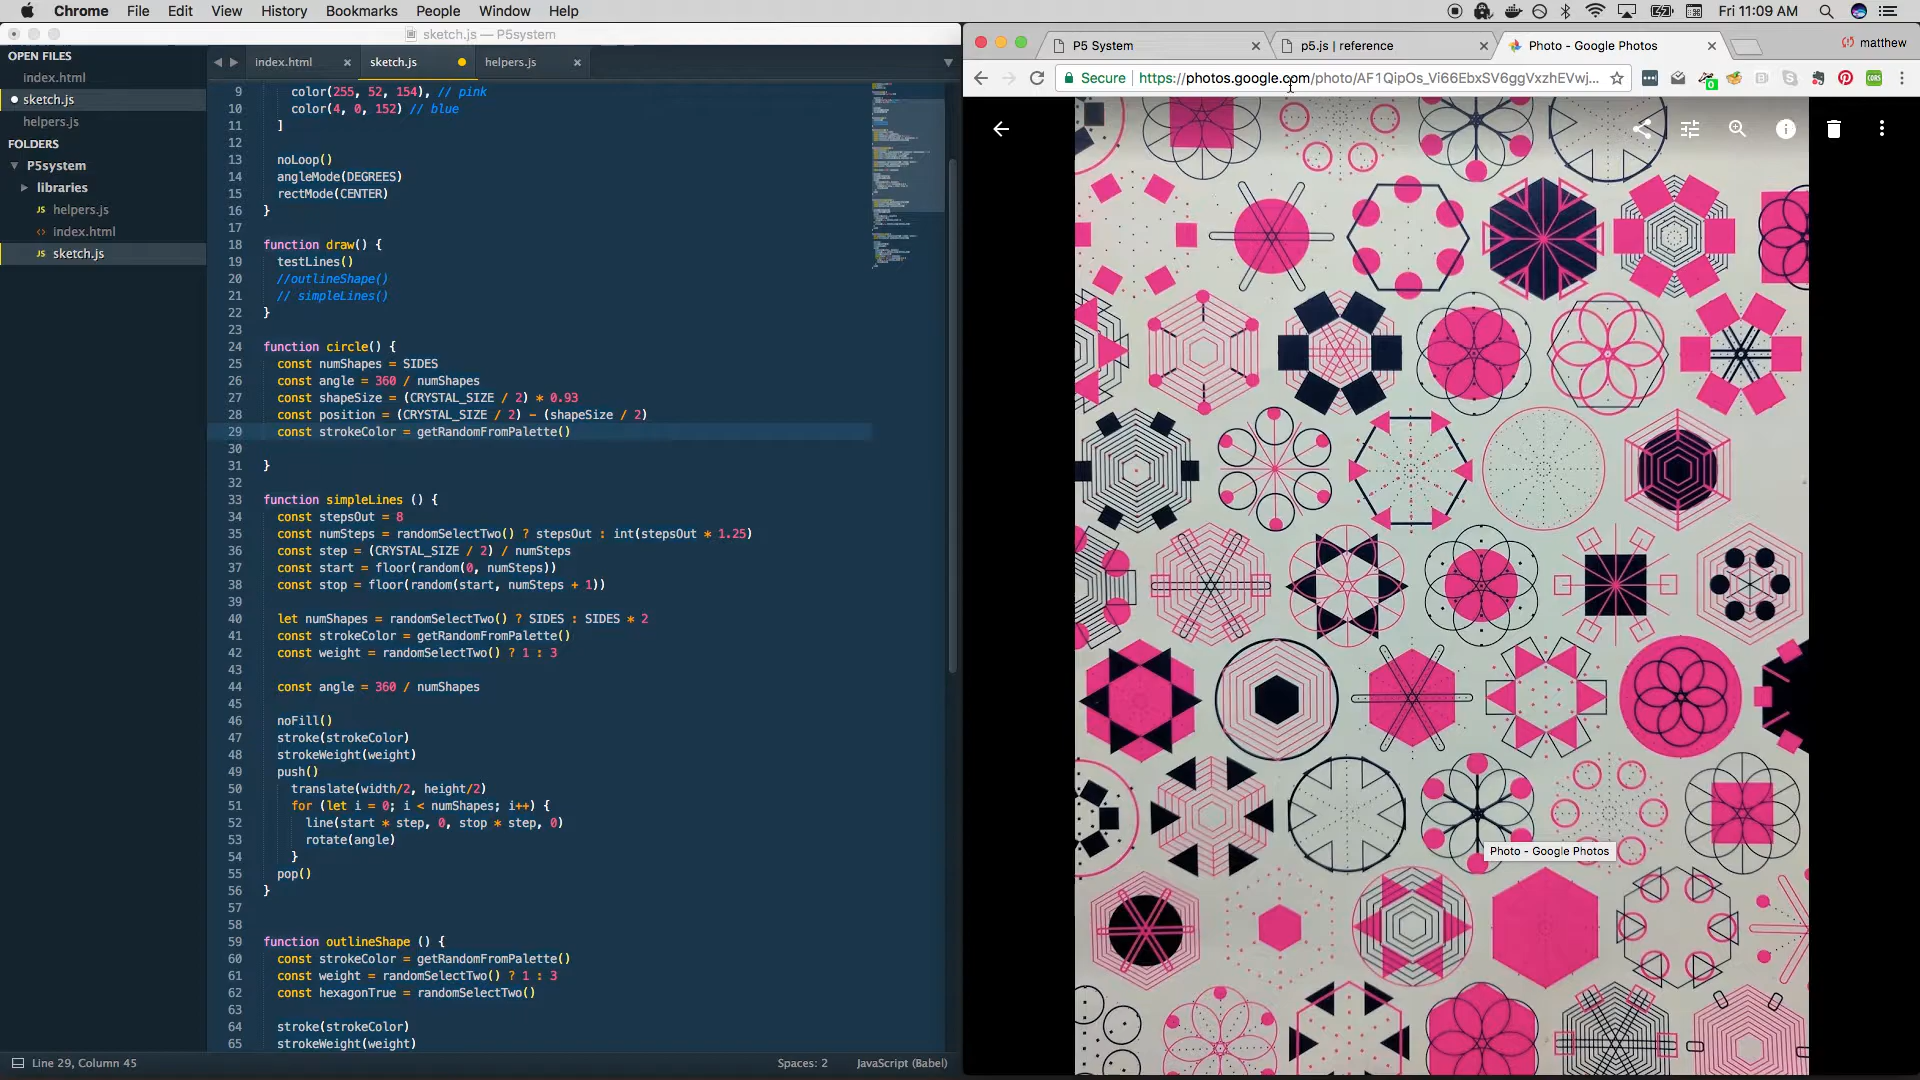 Chrome File Edit View History Bookmarks People Window Help
Fri 11:09 AM
sketch.js — P5system
OPEN FILES
index.html
sketch.js
helpers.js
FOLDERS
P5system
libraries
helpers.js
index.html
sketch.js
index.html sketch.js helpers.js
9 color(255, 52, 154), // pink
10 color(4, 0, 152) // blue
11 ]
12
13 noLoop()
14 angleMode(DEGREES)
15 rectMode(CENTER)
16 }
17
18 function draw() {
19 testLines()
20 //outlineShape()
21 // simpleLines()
22 }
23
24 function circle() {
25 const numShapes = SIDES
26 const angle = 360 / numShapes
27 const shapeSize = (CRYSTAL_SIZE / 2) * 0.93
28 const position = (CRYSTAL_SIZE / 2) - (shapeSize / 2)
29 const strokeColor = getRandomFromPalette()
30
31 }
32
33 function simpleLines () {
34 const stepsOut = 8
35 const numSteps = randomSelectTwo() ? stepsOut : int(stepsOut * 1.25)
36 const step = (CRYSTAL_SIZE / 2) / numSteps
37 const start = floor(random(0, numSteps))
38 const stop = floor(random(start, numSteps + 1))
39
40 let numShapes = randomSelectTwo() ? SIDES : SIDES * 2
41 const strokeColor = getRandomFromPalette()
42 const weight = randomSelectTwo() ? 1 : 3
43
44 const angle = 360 / numShapes
45
46 noFill()
47 stroke(strokeColor)
48 strokeWeight(weight)
49 push()
50 translate(width/2, height/2)
51 for (let i = 0; i < numShapes; i++) {
52 line(start * step, 0, stop * step, 0)
53 rotate(angle)
54 }
55 pop()
56 }
57
58
59 function outlineShape () {
60 const strokeColor = getRandomFromPalette()
61 const weight = randomSelectTwo() ? 1 : 3
62 const hexagonTrue = randomSelectTwo()
63
64 stroke(strokeColor)
65 strokeWeight(weight)
Line 29, Column 45
Spaces: 2
JavaScript (Babel)
P5 System
p5.js | reference
Photo - Google Photos
matthew
Secure
https://photos.google.com/photo/AF1QipOs_Vi66EbxSV6ggVxzhEVwj...
0
CORS
Photo - Google Photos